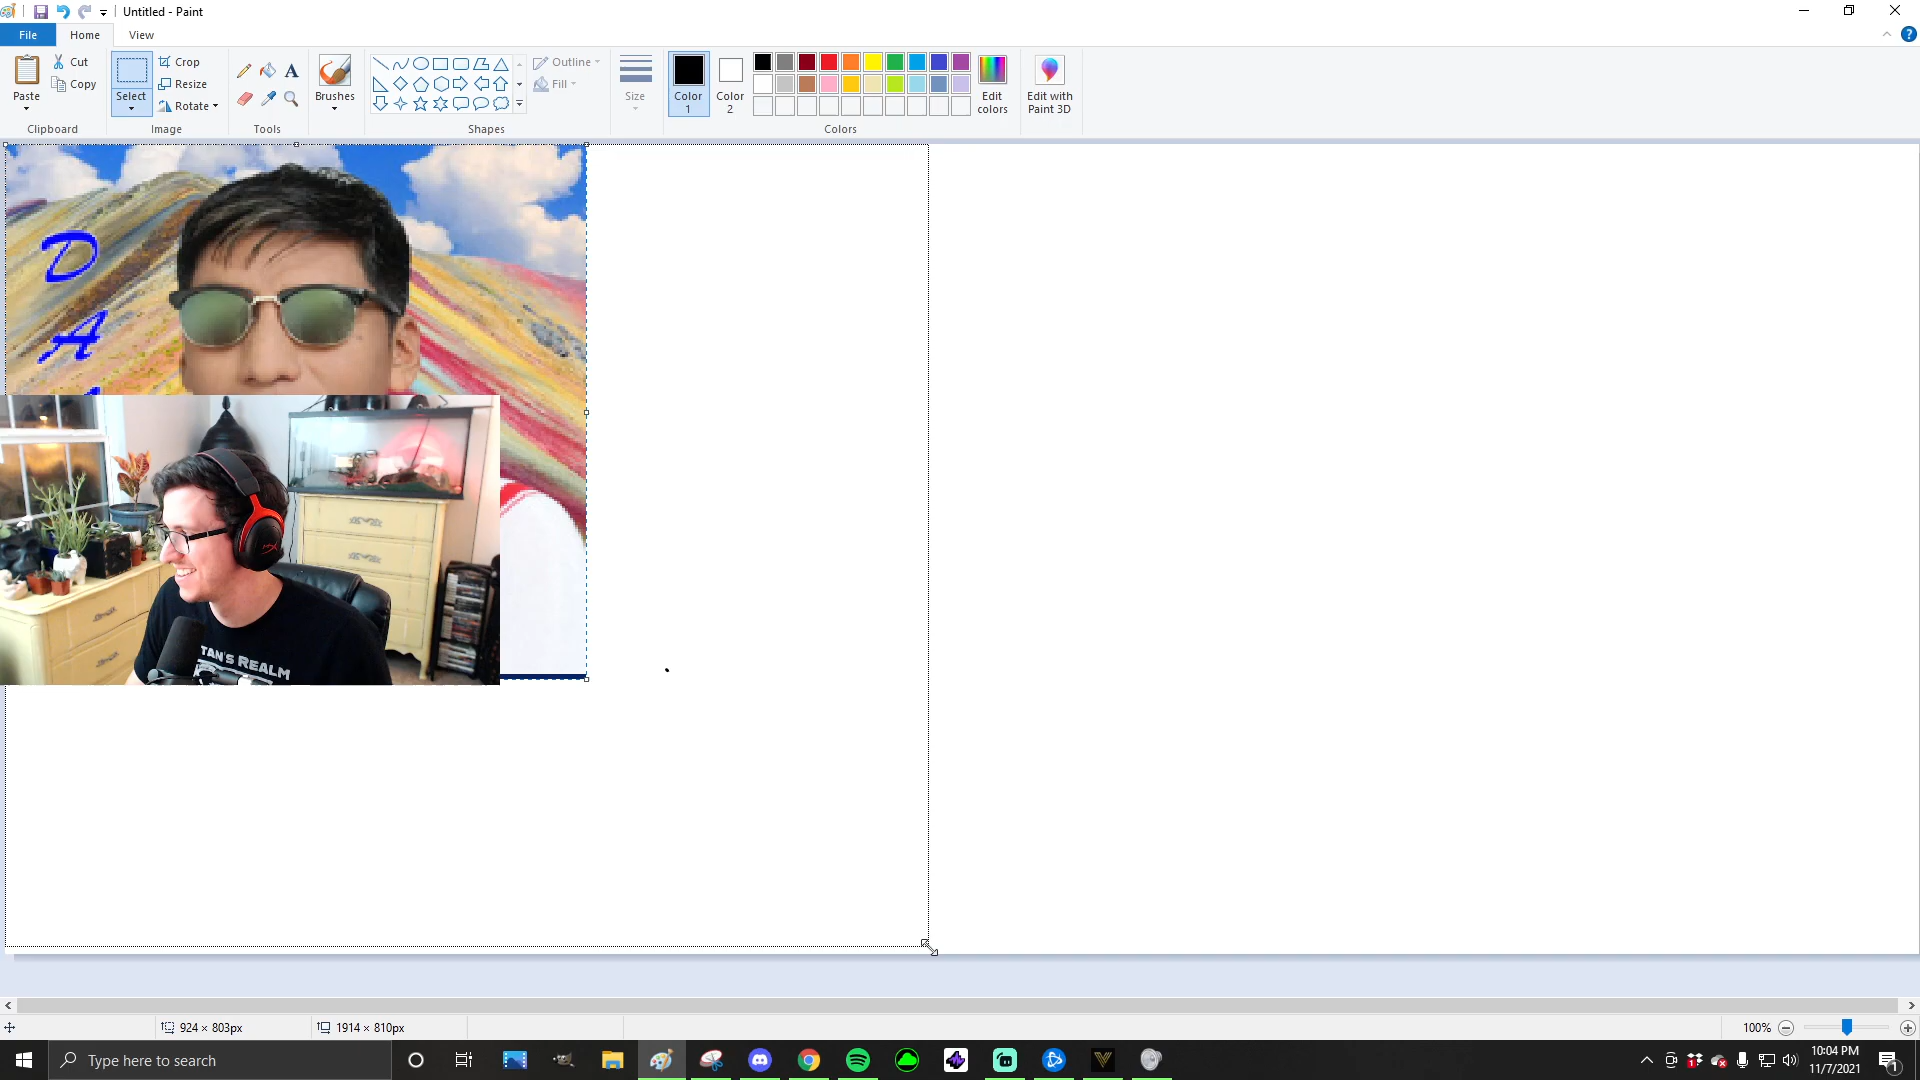 Untitled - Paint
File
Home
View
Paste
Cut
Copy
Clipboard
Select
Crop
Resize
Rotate
Image
Tools
Brushes
Outline
Fill
Shapes
Size
Color
1
Color
2
Edit
colors
Colors
Edit with
Paint 3D
D
A
TAN'S REALM
924 × 803px
1914 × 810px
100%
Type here to search
10:04 PM
11/7/2021